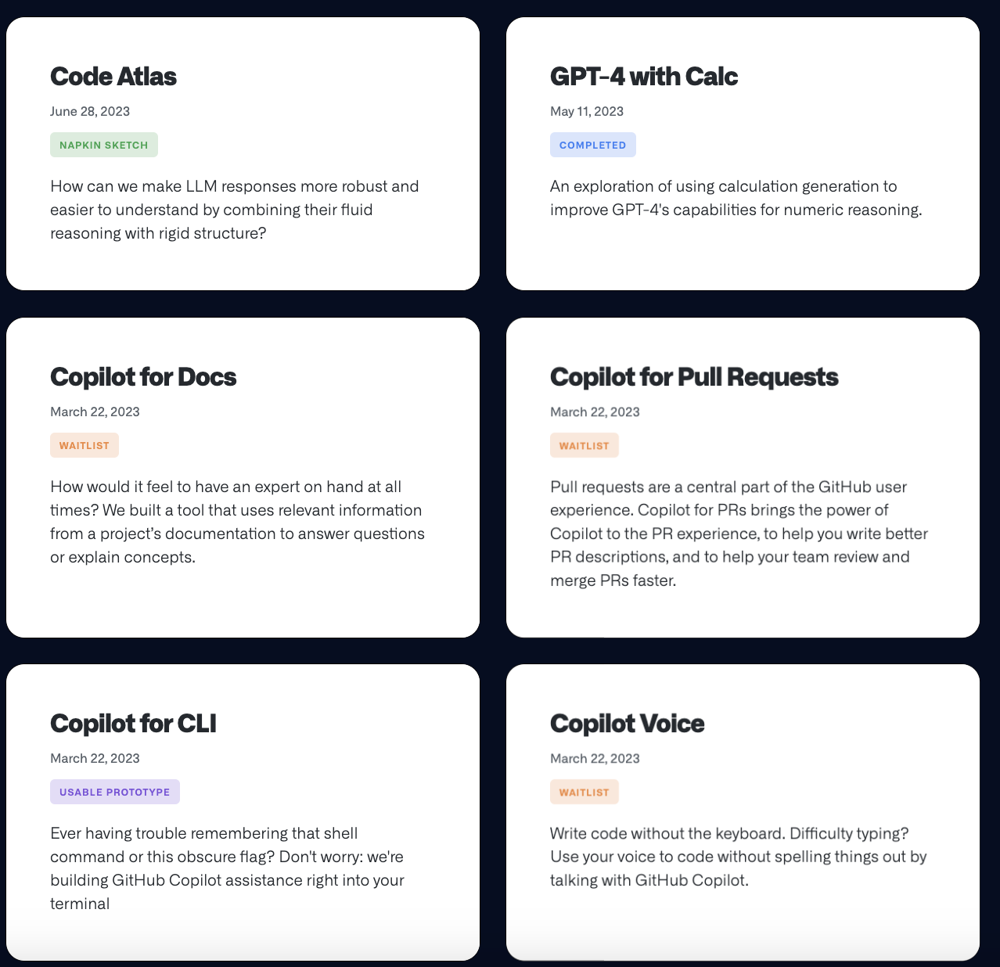 Code Atlas
June 28, 2023
NAPKIN SKETCH
How can we make LLM responses more robust and
easier to understand by combining their fluid
reasoning with rigid structure?
GPT-4 with Calc
May 11, 2023
COMPLETED
An exploration of using calculation generation to
improve GPT-4's capabilities for numeric reasoning.
Copilot for Docs
March 22, 2023
WAITLIST
How would it feel to have an expert on hand at all
times? We built a tool that uses relevant information
from a project’s documentation to answer questions
or explain concepts.
Copilot for Pull Requests
March 22, 2023
WAITLIST
Pull requests are a central part of the GitHub user
experience. Copilot for PRs brings the power of
Copilot to the PR experience, to help you write better
PR descriptions, and to help your team review and
merge PRs faster.
Copilot for CLI
March 22, 2023
USABLE PROTOTYPE
Ever having trouble remembering that shell
command or this obscure flag? Don't worry: we're
building GitHub Copilot assistance right into your
terminal
Copilot Voice
March 22, 2023
WAITLIST
Write code without the keyboard. Difficulty typing?
Use your voice to code without spelling things out by
talking with GitHub Copilot.